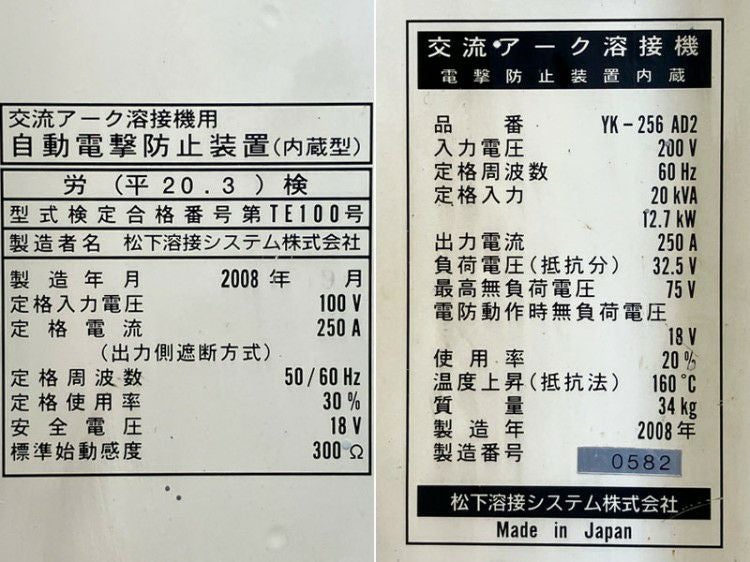 交流アーク溶接機用
自動電撃防止装置(内蔵型)
労(平20.3)検
型式検定合格番号第TE100号
製造者名 松下溶接システム株式会社
製造年月 2008年 9月
定格入力電圧 100 V
定格電流 250 A
(出力側遮断方式)
定格周波数 50/60 Hz
定格使用率 30 %
安全電圧 18 V
標準始動感度 300 Ω
交流アーク溶接機
電撃防止装置内蔵
品番 YK-256 AD2
入力電圧 200 V
定格周波数 60 Hz
定格入力 20 kVA
12.7 kW
出力電流 250 A
負荷電圧(抵抗分) 32.5 V
最高無負荷電圧 75 V
電防動作時無負荷電圧
18 V
使用率 20 %
温度上昇(抵抗法) 160 ℃
質量 34 kg
製造年 2008年
製造番号 0582
松下溶接システム株式会社
Made in Japan